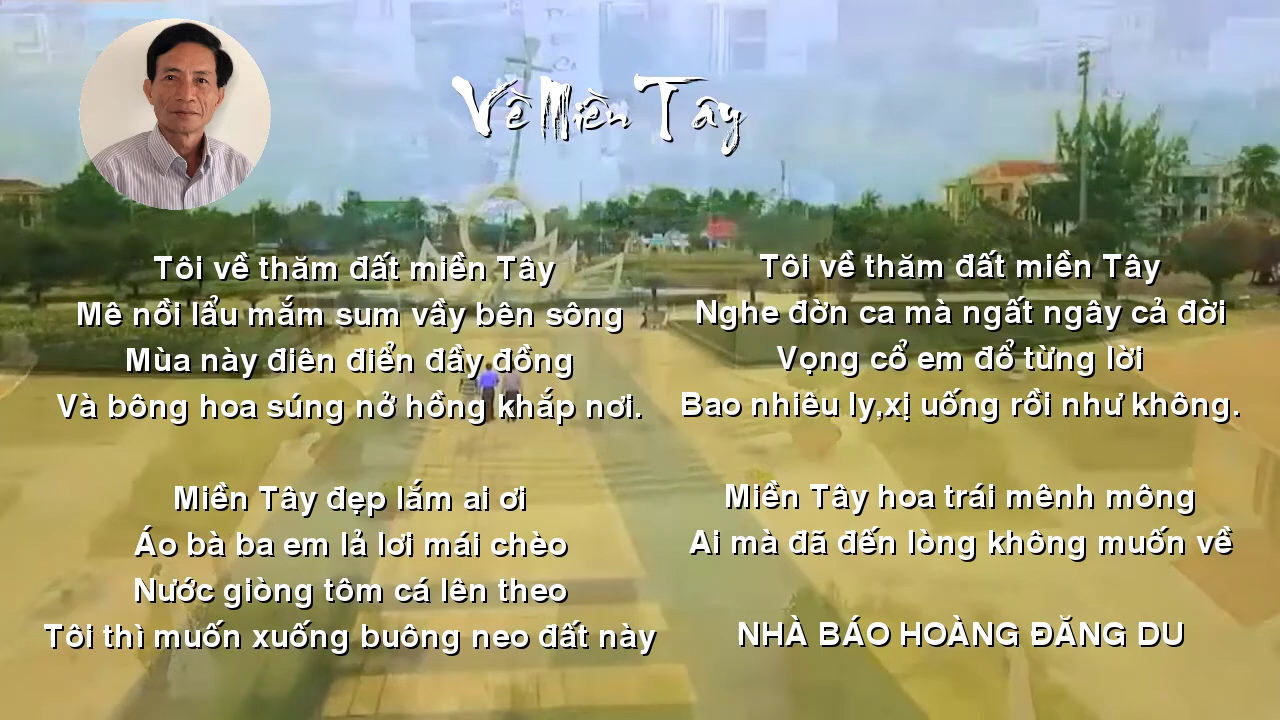 Về Miền Tây
Tôi về thăm đất miền Tây
Mê nồi lẩu mắm sum vầy bên sông
Mùa này điên điển đầy đồng
Và bông hoa súng nở hồng khắp nơi.
Miền Tây đẹp lắm ai ơi
Áo bà ba em lả lơi mái chèo
Nước giòng tôm cá lên theo
Tôi thì muốn xuống buông neo đất này
Tôi về thăm đất miền Tây
Nghe đờn ca mà ngất ngây cả đời
Vọng cổ em đổ từng lời
Bao nhiêu ly,xị uống rồi như không.
Miền Tây hoa trái mênh mông
Ai mà đã đến lòng không muốn về
NHÀ BÁO HOÀNG ĐĂNG DU